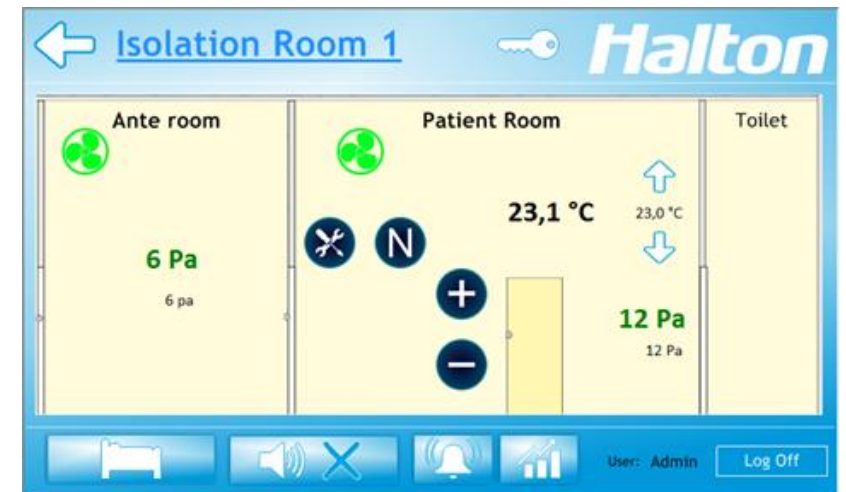 Isolation Room 1
Halton
Ante room
Patient Room
Toilet
23,1 °C
23,0 °C
N
6 Pa
6 pa
+
12 Pa
12 Pa
−
User: Admin
Log Off